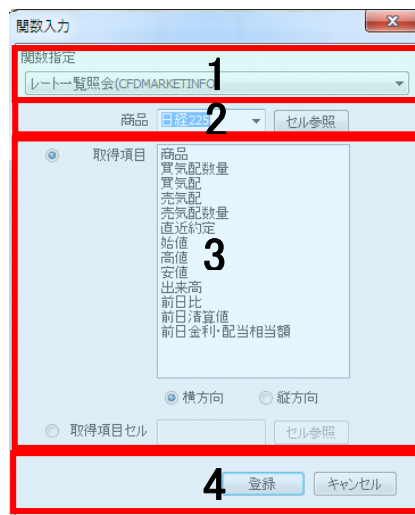 関数入力
関数指定
レート一覧照会(CFDMARKETINFO)
1
商品 日経225 セル参照
2
取得項目
商品
買気配数量
買気配
売気配
売気配数量
直近約定
始値
高値
安値
出来高
前日比
前日清算値
前日金利・配当相当額
3
横方向 縦方向
取得項目セル セル参照
4 登録 キャンセル